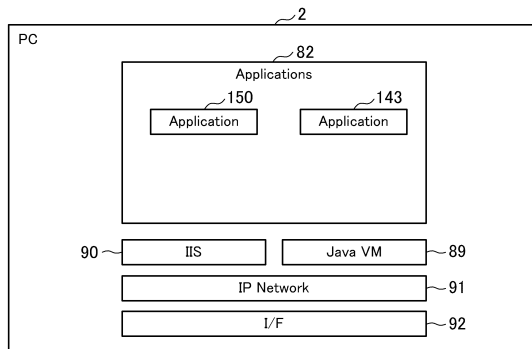 2
PC
82
Applications
150
143
Application
Application
90
IIS
Java VM
89
IP Network
91
I/F
92